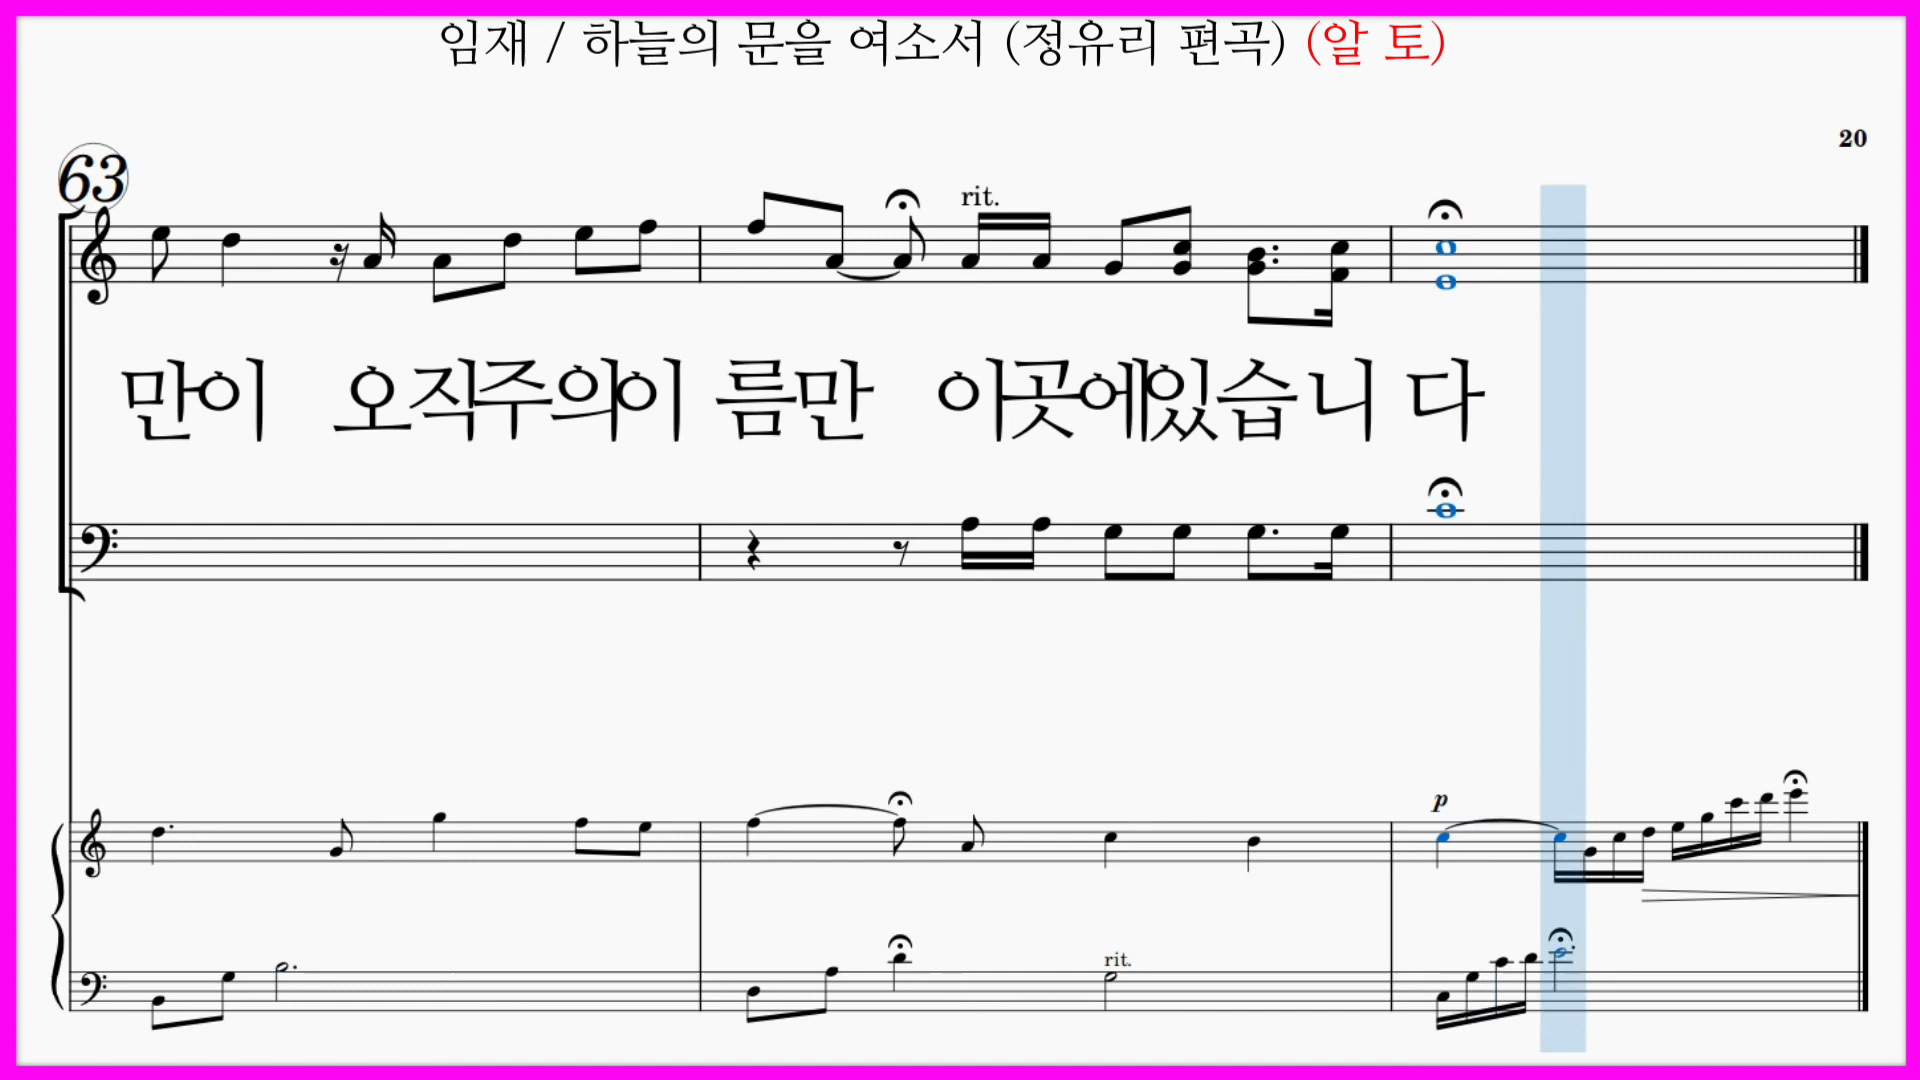 임재 / 하늘의 문을 여소서 (정유리 편곡) (알 토)
20
63
rit.
만이 오직주의이 름만 이곳에있습니 다
p
rit.